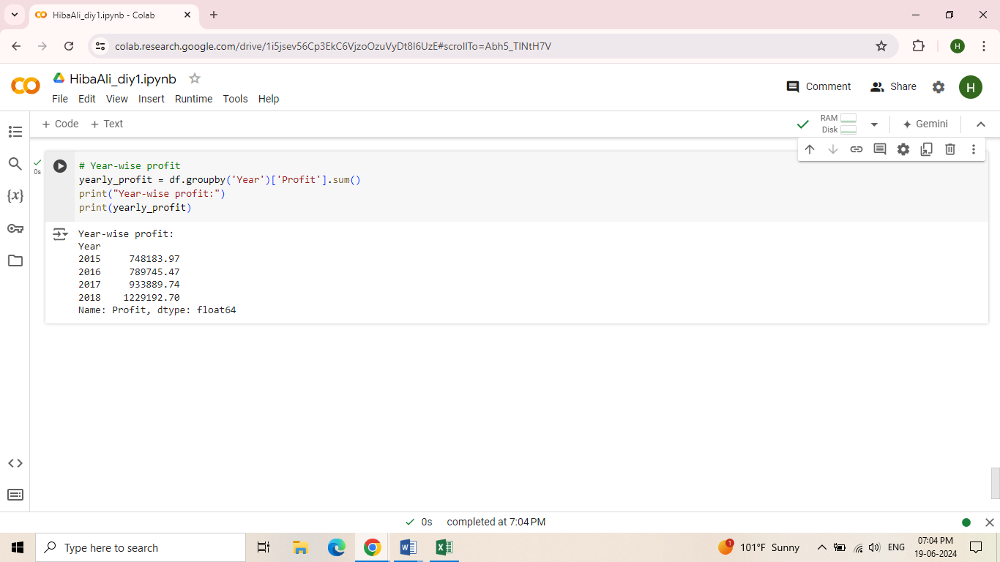 HibaAli_diy1.ipynb - Colab
colab.research.google.com/drive/1i5jsev56Cp3EkC6VjzoOzuVyDt8I6UzE#scrollTo=Abh5_TlNtH7V
H
HibaAli_diy1.ipynb
File Edit View Insert Runtime Tools Help
Comment
Share
H
+ Code + Text
RAM
Disk
Gemini
0s
# Year-wise profit
yearly_profit = df.groupby('Year')['Profit'].sum()
print("Year-wise profit:")
print(yearly_profit)
{x}
Year-wise profit:
Year
2015 748183.97
2016 789745.47
2017 933889.74
2018 1229192.70
Name: Profit, dtype: float64
0s completed at 7:04 PM
Type here to search
1
101°F Sunny
ENG
07:04 PM
19-06-2024